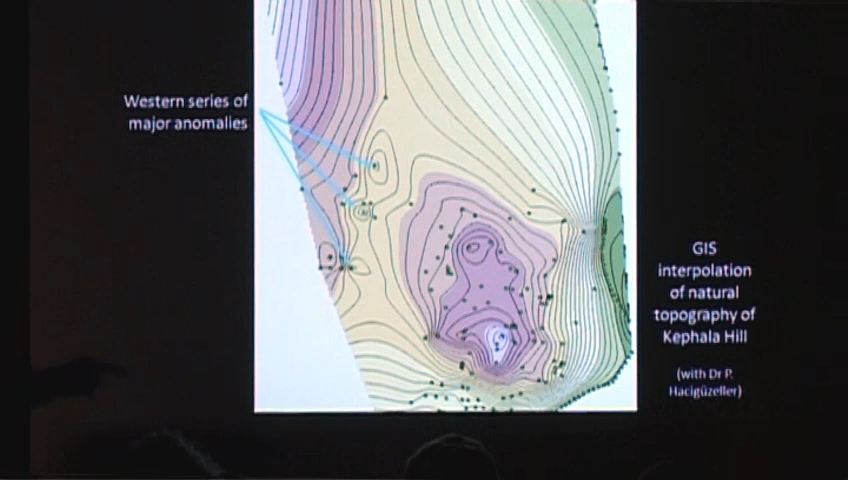 Western series of
major anomalies
GIS
interpolation
of natural
topography of
Kephala Hill
(with Dr P.
Hacigüzeller)